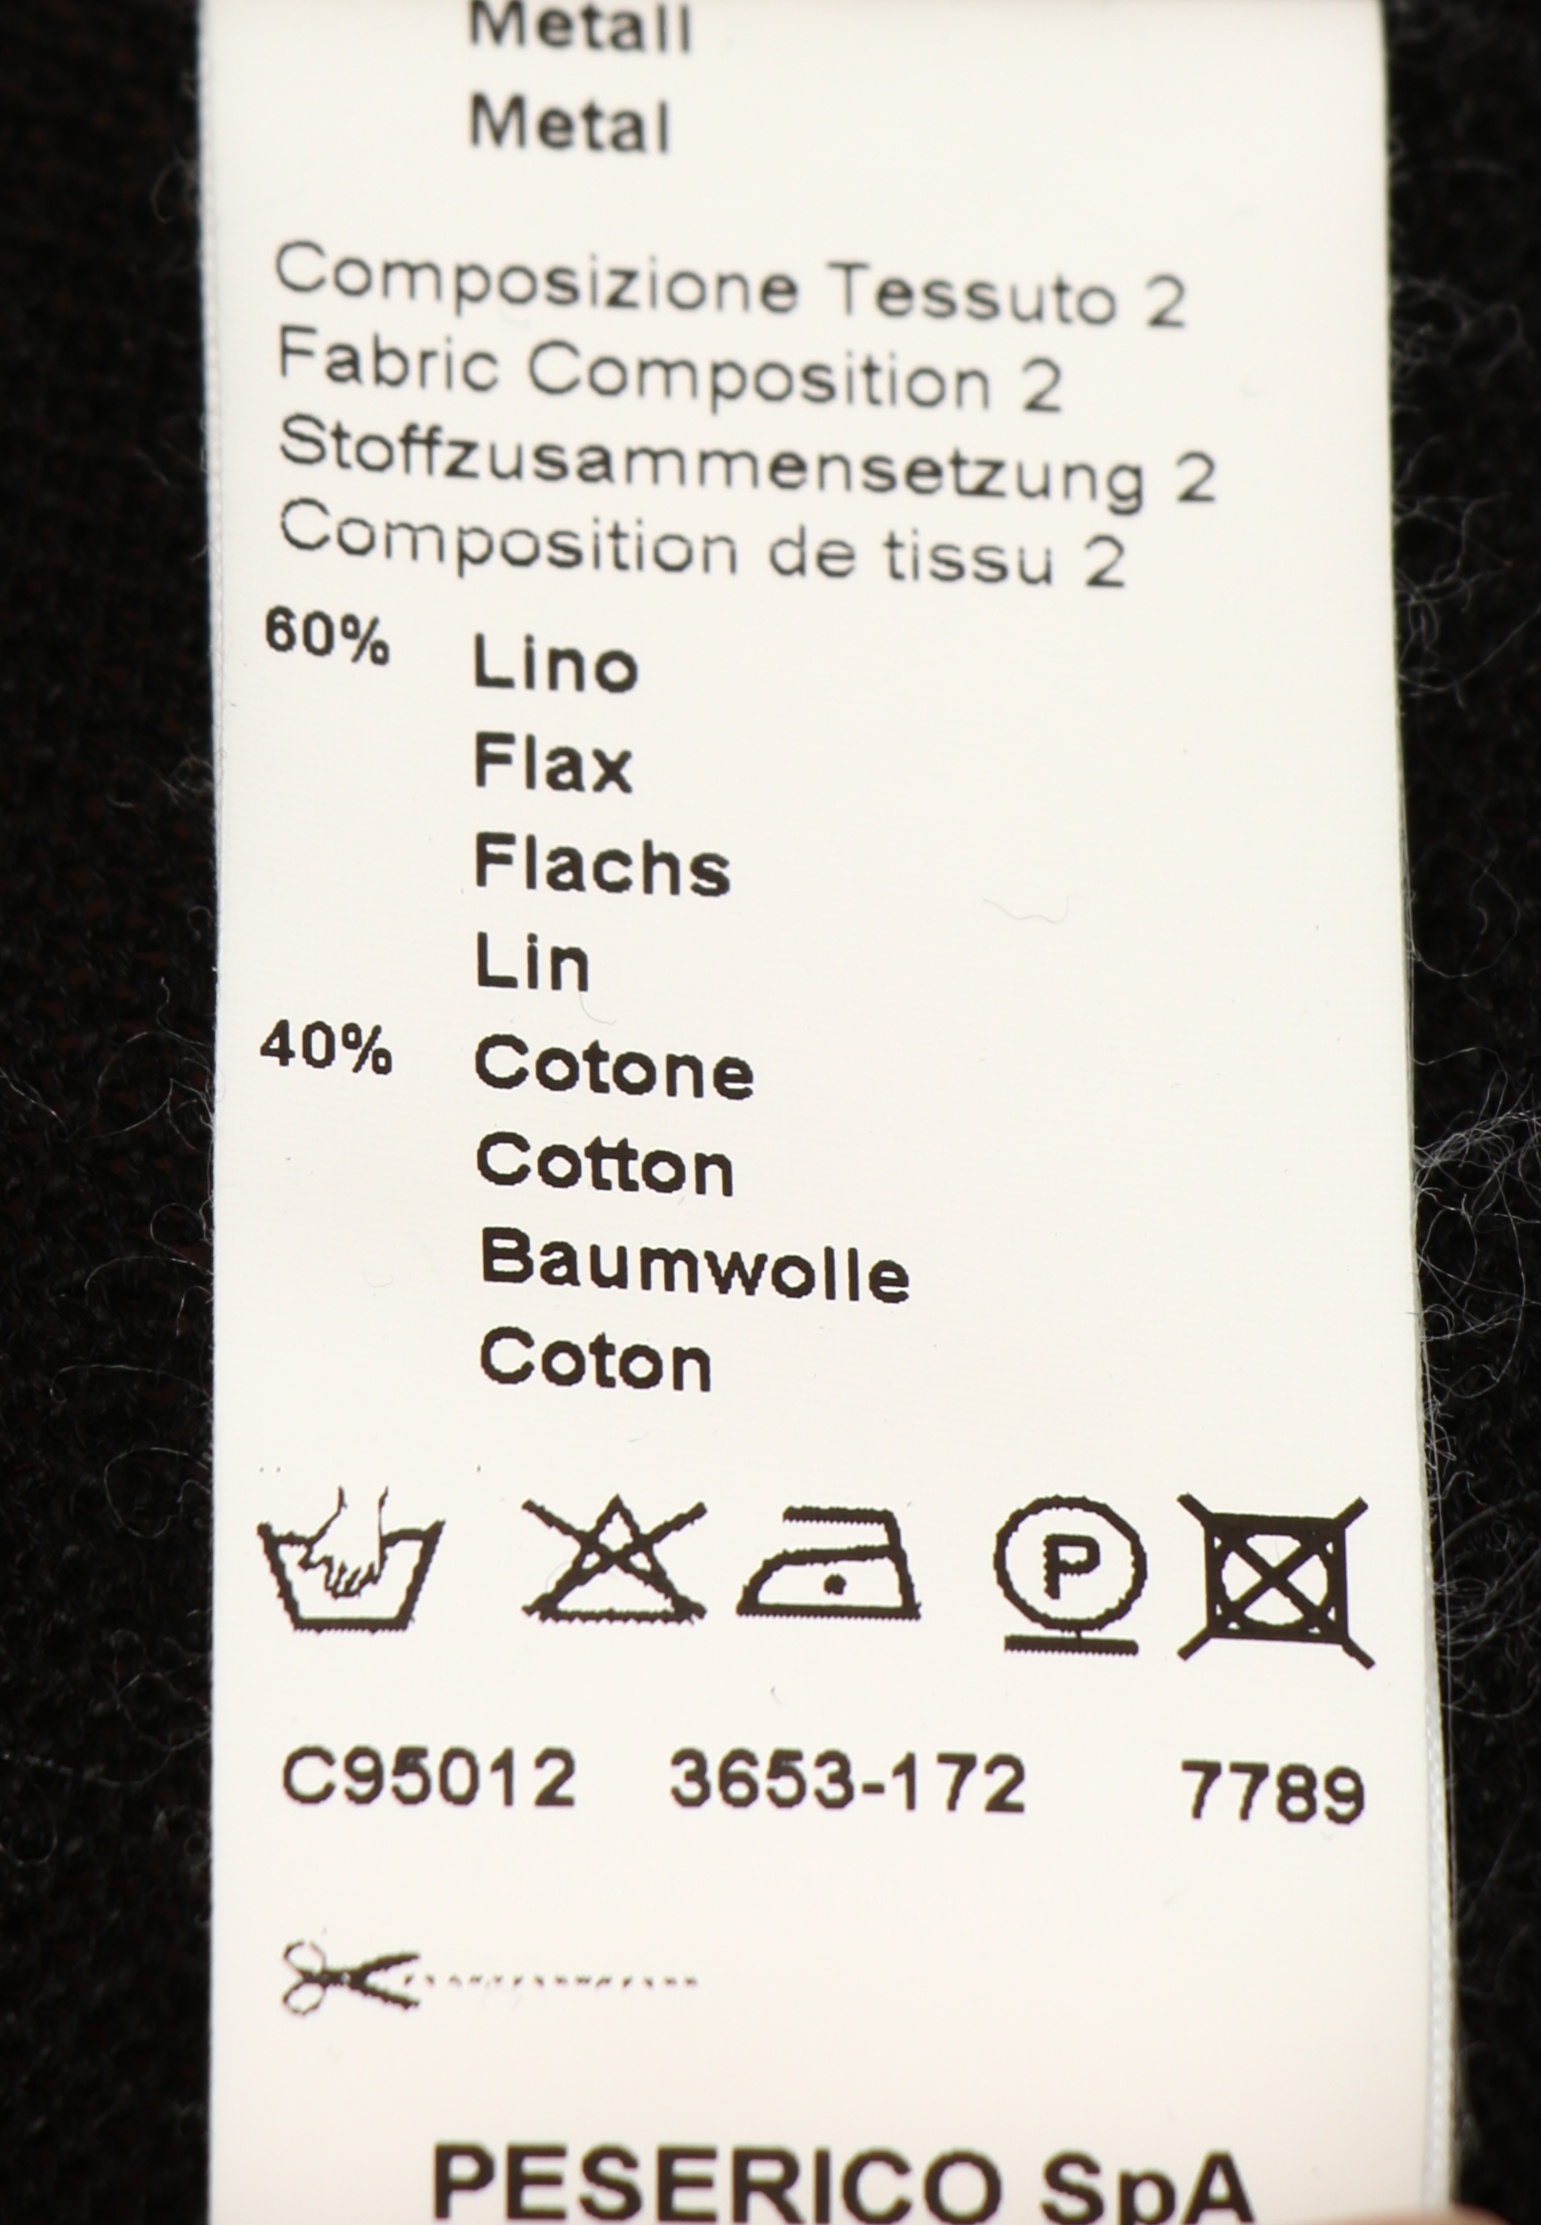 Metall
Metal
Composizione Tessuto 2
Fabric Composition 2
Stoffzusammensetzung 2
Composition de tissu 2
60% Lino
Flax
Flachs
Lin
40% Cotone
Cotton
Baumwolle
Coton
P
C95012 3653-172 7789
PESERICO SpA